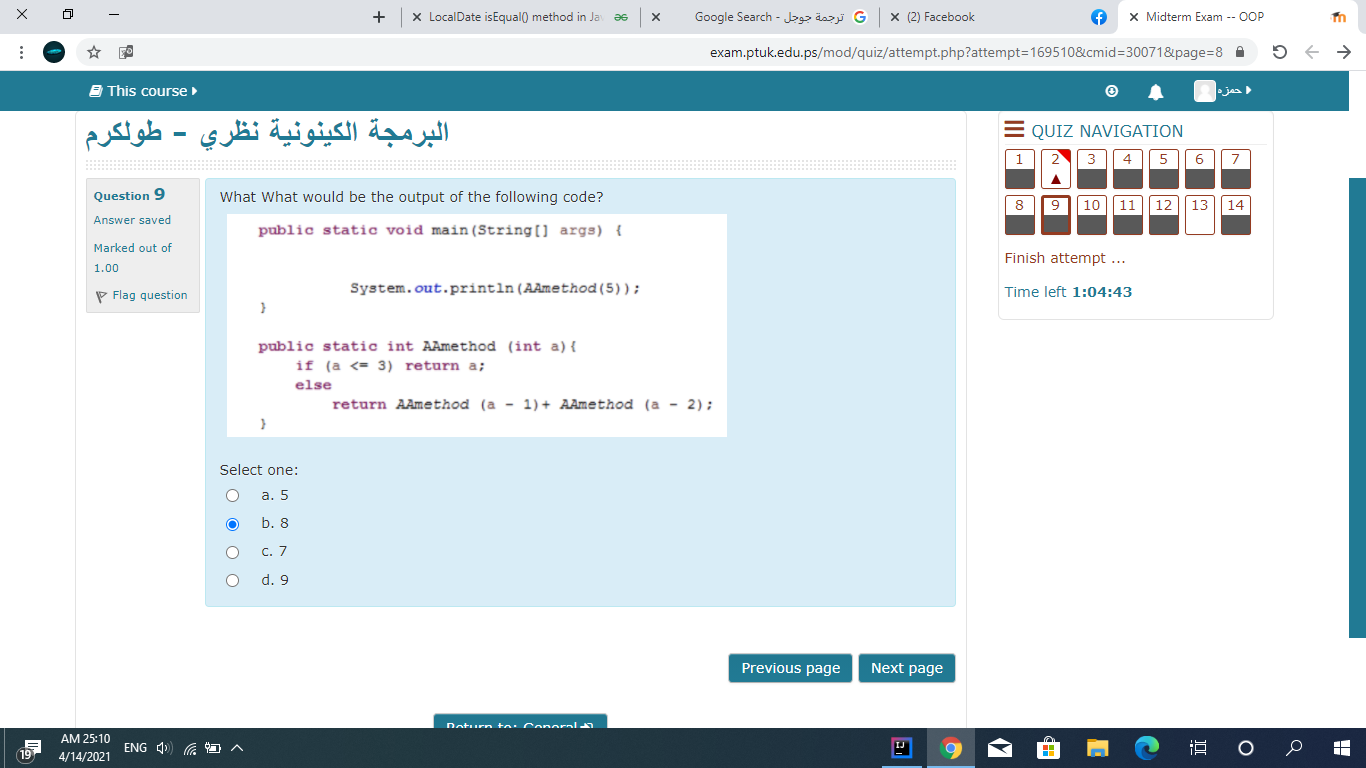 LocalDate isEqual() method in Ja
Google Search - ترجمة جوجل
(2) Facebook
Midterm Exam -- OOP
exam.ptuk.edu.ps/mod/quiz/attempt.php?attempt=169510&cmid=30071&page=8
This course
حمزه
البرمجة الكينونية نظري - طولكرم
Question 9
Answer saved
Marked out of
1.00
Flag question
What What would be the output of the following code?
public static void main(String[] args) {
System.out.println(AAmethod(5));
}
public static int AAmethod (int a){
if (a <= 3) return a;
else
return AAmethod (a - 1)+ AAmethod (a - 2);
}
Select one:
a. 5
b. 8
c. 7
d. 9
Previous page
Next page
Return to: General
QUIZ NAVIGATION
1 2 3 4 5 6 7
8 9 10 11 12 13 14
Finish attempt ...
Time left 1:04:43
19
AM 25:10
4/14/2021
ENG
IJ